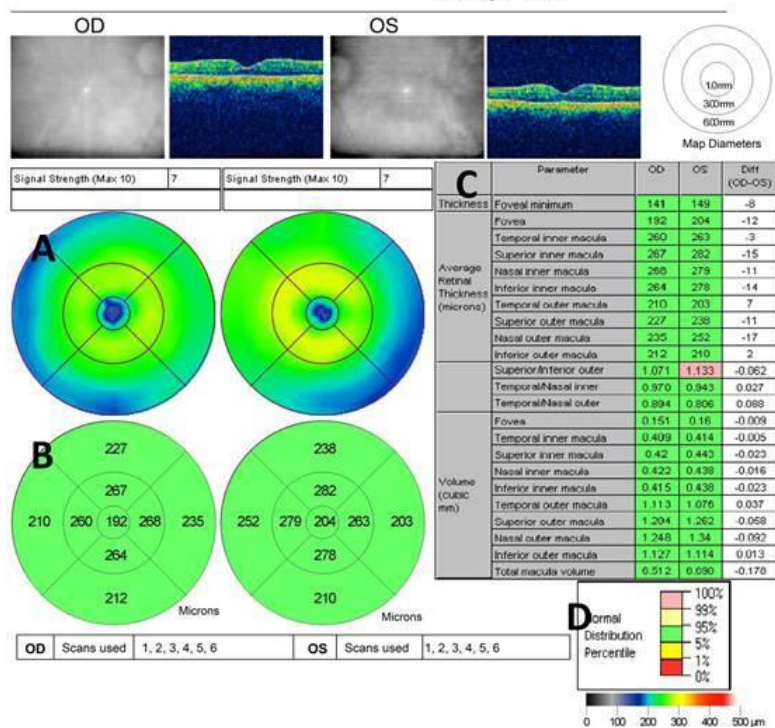 OD OS
1.0mm
3.00mm
6.00mm
Map Diameters
Signal Strength (Max 10) 7 Signal Strength (Max 10) 7
A
C
Parameter OD OS Diff (OD-OS)
Thickness Foveal minimum 141 149 -8
Average Retinal Thickness (microns)
Fovea 192 204 -12
Temporal inner macula 260 263 -3
Superior inner macula 267 282 -15
Nasal inner macula 268 279 -11
Inferior inner macula 264 278 -14
Temporal outer macula 210 203 7
Superior outer macula 227 238 -11
Nasal outer macula 235 252 -17
Inferior outer macula 212 210 2
Superior/Inferior outer 1.071 1.133 -0.062
Temporal/Nasal inner 0.970 0.943 0.027
Temporal/Nasal outer 0.894 0.806 0.088
Volume (cubic mm)
Fovea 0.151 0.16 -0.009
Temporal inner macula 0.409 0.414 -0.005
Superior inner macula 0.42 0.443 -0.023
Nasal inner macula 0.422 0.438 -0.016
Inferior inner macula 0.415 0.438 -0.023
Temporal outer macula 1.113 1.076 0.037
Superior outer macula 1.204 1.262 -0.058
Nasal outer macula 1.248 1.34 -0.092
Inferior outer macula 1.127 1.114 0.013
Total macula volume 6.512 6.690 -0.178
B
227 238
267 282
210 260 192 268 235 252 279 204 263 203
264 278
212 210
Microns Microns
D
Normal Distribution Percentile
100%
99%
95%
5%
1%
0%
OD Scans used 1, 2, 3, 4, 5, 6 OS Scans used 1, 2, 3, 4, 5, 6
0 100 200 300 400 500 µm